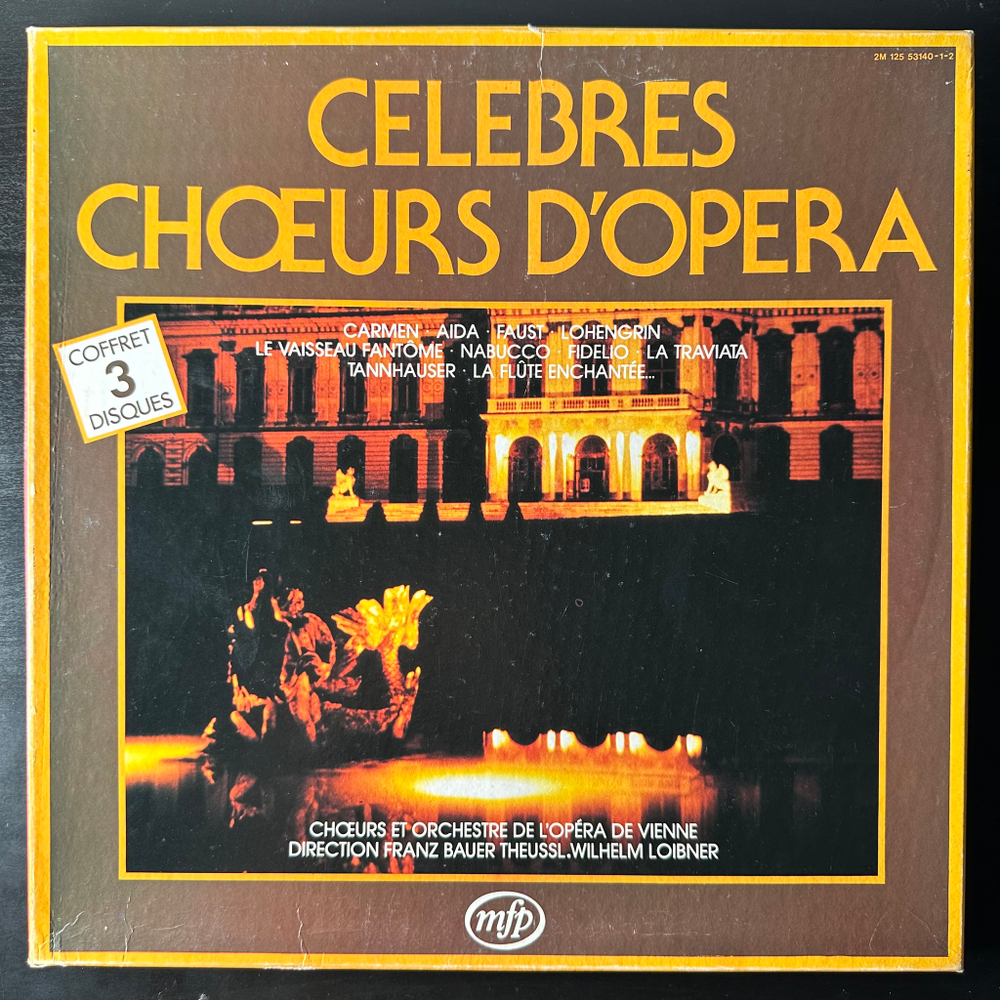 2M 125 53140-1-2
CELEBRES
CHŒURS D'OPERA
CARMEN · AIDA · FAUST · LOHENGRIN
LE VAISSEAU FANTÔME · NABUCCO · FIDELIO · LA TRAVIATA
TANNHAUSER · LA FLÛTE ENCHANTÉE...
COFFRET
3
DISQUES
CHŒURS ET ORCHESTRE DE L'OPÉRA DE VIENNE
DIRECTION FRANZ BAUER THEUSSL.WILHELM LOIBNER
mfp